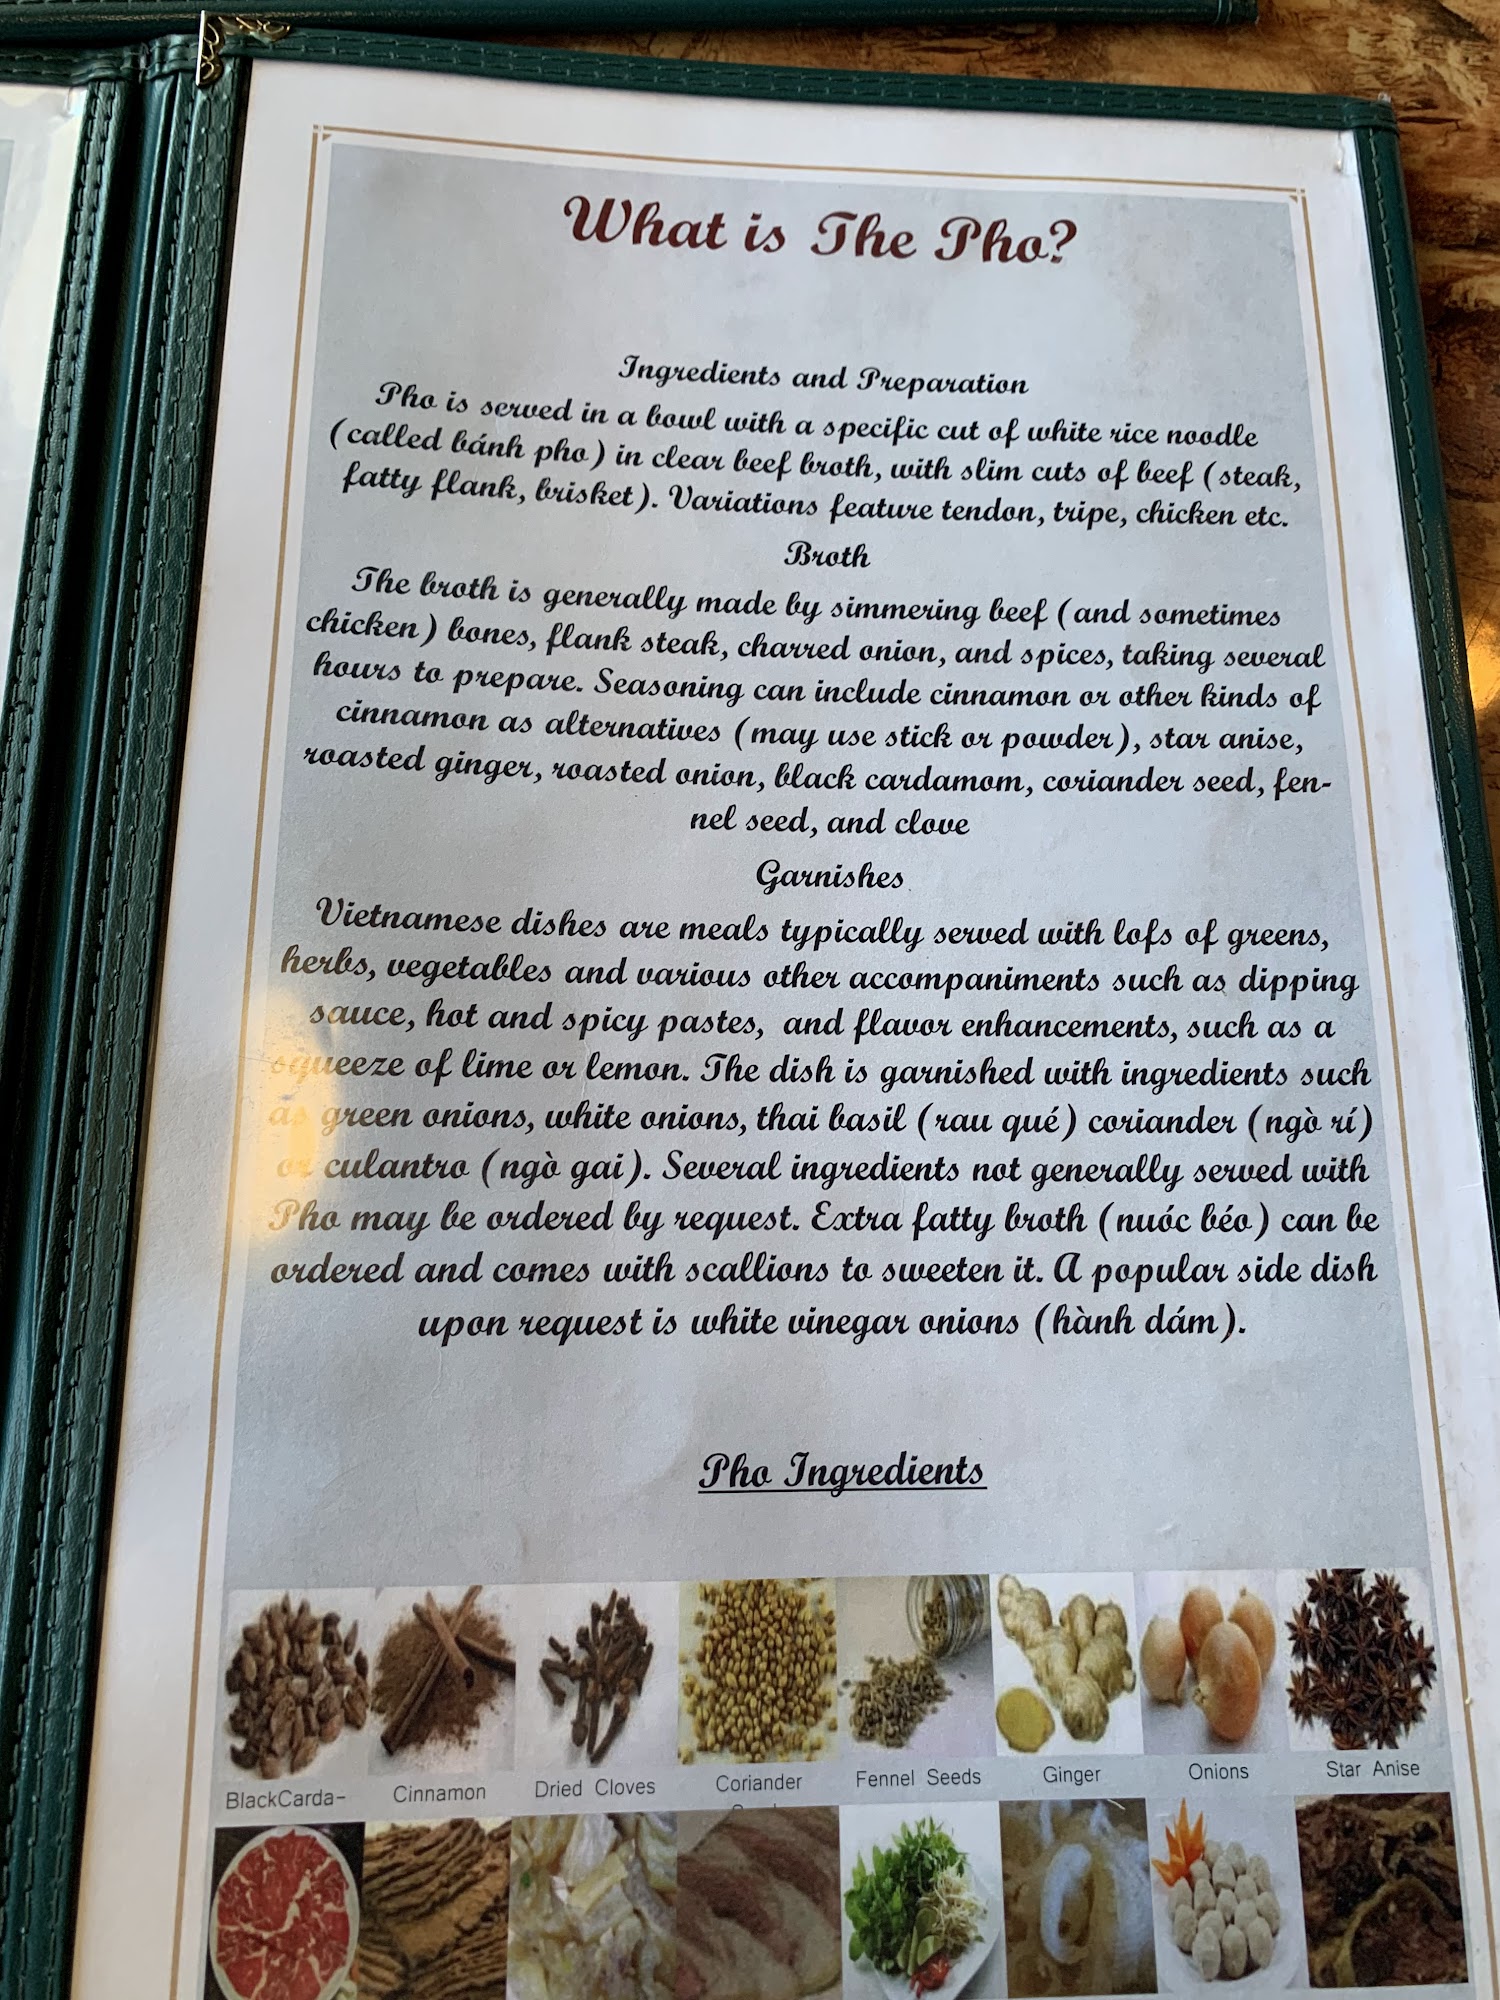 What is The Pho?
Ingredients and Preparation
Pho is served in a bowl with a specific cut of white rice noodle
(called bánh pho) in clear beef broth, with slim cuts of beef (steak,
fatty flank, brisket). Variations feature tendon, tripe, chicken etc.
Broth
The broth is generally made by simmering beef (and sometimes
chicken) bones, flank steak, charred onion, and spices, taking several
hours to prepare. Seasoning can include cinnamon or other kinds of
cinnamon as alternatives (may use stick or powder), star anise,
roasted ginger, roasted onion, black cardamom, coriander seed, fen-
nel seed, and clove
Garnishes
Vietnamese dishes are meals typically served with lofs of greens,
herbs, vegetables and various other accompaniments such as dipping
sauce, hot and spicy pastes, and flavor enhancements, such as a
squeeze of lime or lemon. The dish is garnished with ingredients such
as green onions, white onions, thai basil (rau qué) coriander (ngò rí)
or culantro (ngò gai). Several ingredients not generally served with
Pho may be ordered by request. Extra fatty broth (nuóc béo) can be
ordered and comes with scallions to sweeten it. A popular side dish
upon request is white vinegar onions (hành dám).
Pho Ingredients
BlackCarda- Cinnamon Dried Cloves Coriander Fennel Seeds Ginger Onions Star Anise